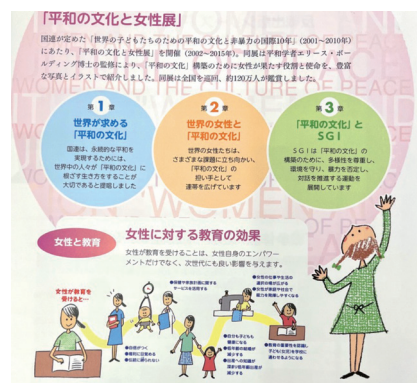 「平和の文化と女性展」
国連が定めた「世界の子どもたちのための平和の文化と非暴力の国際10年」(2001〜2010年)
にあたり、「平和の文化と女性展」を開催(2002〜2015年)。同展は平和学者エリース・ボー
ルディング博士の監修により、「平和の文化」構築のために女性が果たす役割と使命を、豊富
な写真とイラストで紹介しました。同展は全国を巡回、約120万人が鑑賞しました。
第1章
世界が求める
「平和の文化」
国連は、永続的な平和を
実現するためには、
世界中の人々が「平和の文化」に
根ざす生き方をすることが
大切であると提唱しました
第2章
世界の女性と
「平和の文化」
世界の女性たちは、
さまざまな課題に立ち向かい、
「平和の文化」の
担い手として
連帯を広げています
第3章
「平和の文化」と
SGI
SGIは「平和の文化」の
構築のために、多様性を尊重し、
環境を守り、暴力を否定し、
対話を推進する運動を
展開しています
WOMEN AND THE CULTURE OF PEACE
女性と教育
女性に対する教育の効果
女性が教育を受けることは、女性自身のエンパワー
メントだけでなく、次世代にも良い影響を与えます。
女性が教育を
受けると…